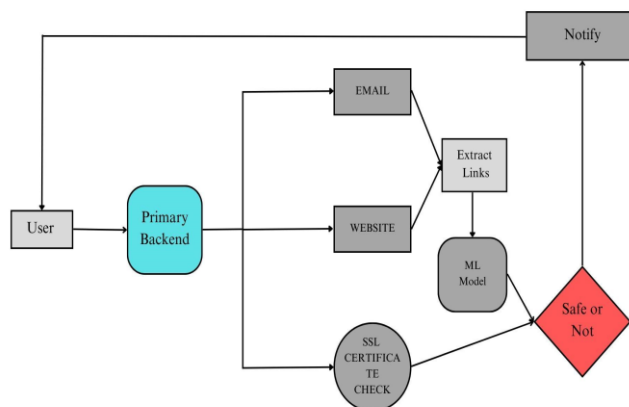 Notify
EMAIL
Extract
Links
User
Primary
Backend
WEBSITE
ML
Model
Safe or
Not
SSL
CERTIFICA
TE
CHECK